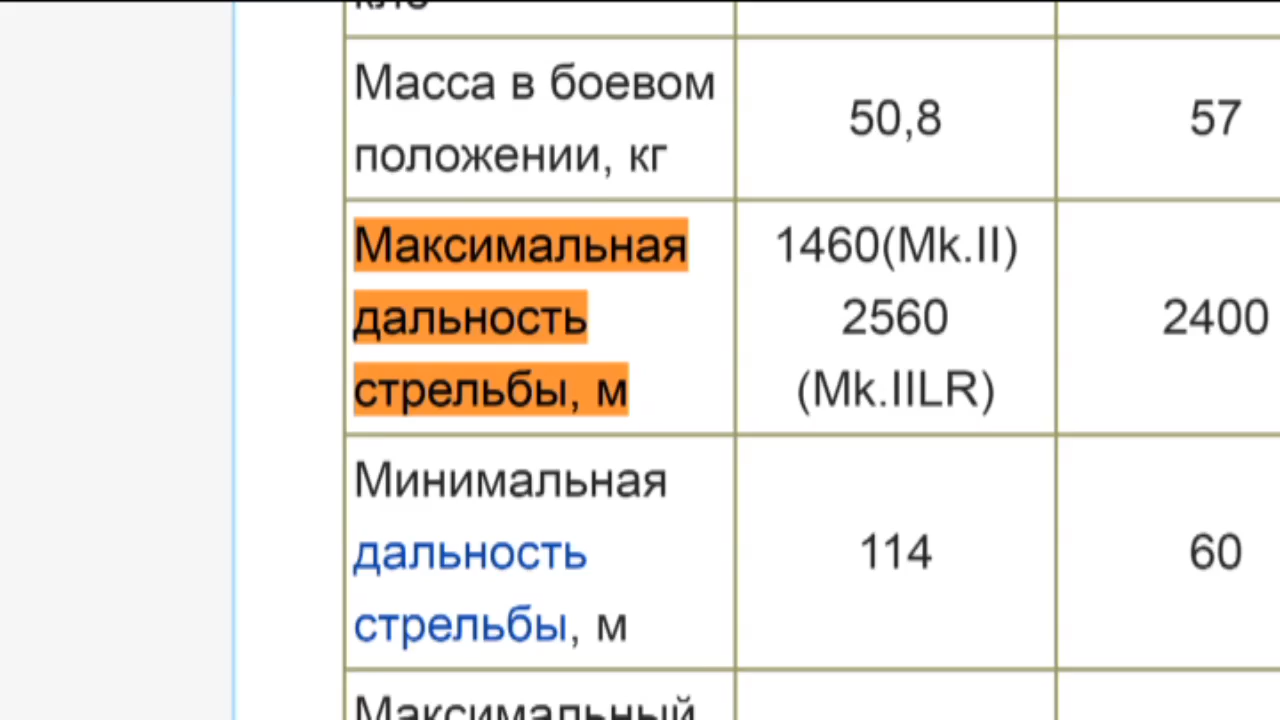 Масса в боевом
положении, кг
50,8
57
Максимальная
дальность
стрельбы, м
1460(Mk.II)
2560
(Mk.IILR)
2400
Минимальная
дальность
стрельбы, м
114
60
Максимальный